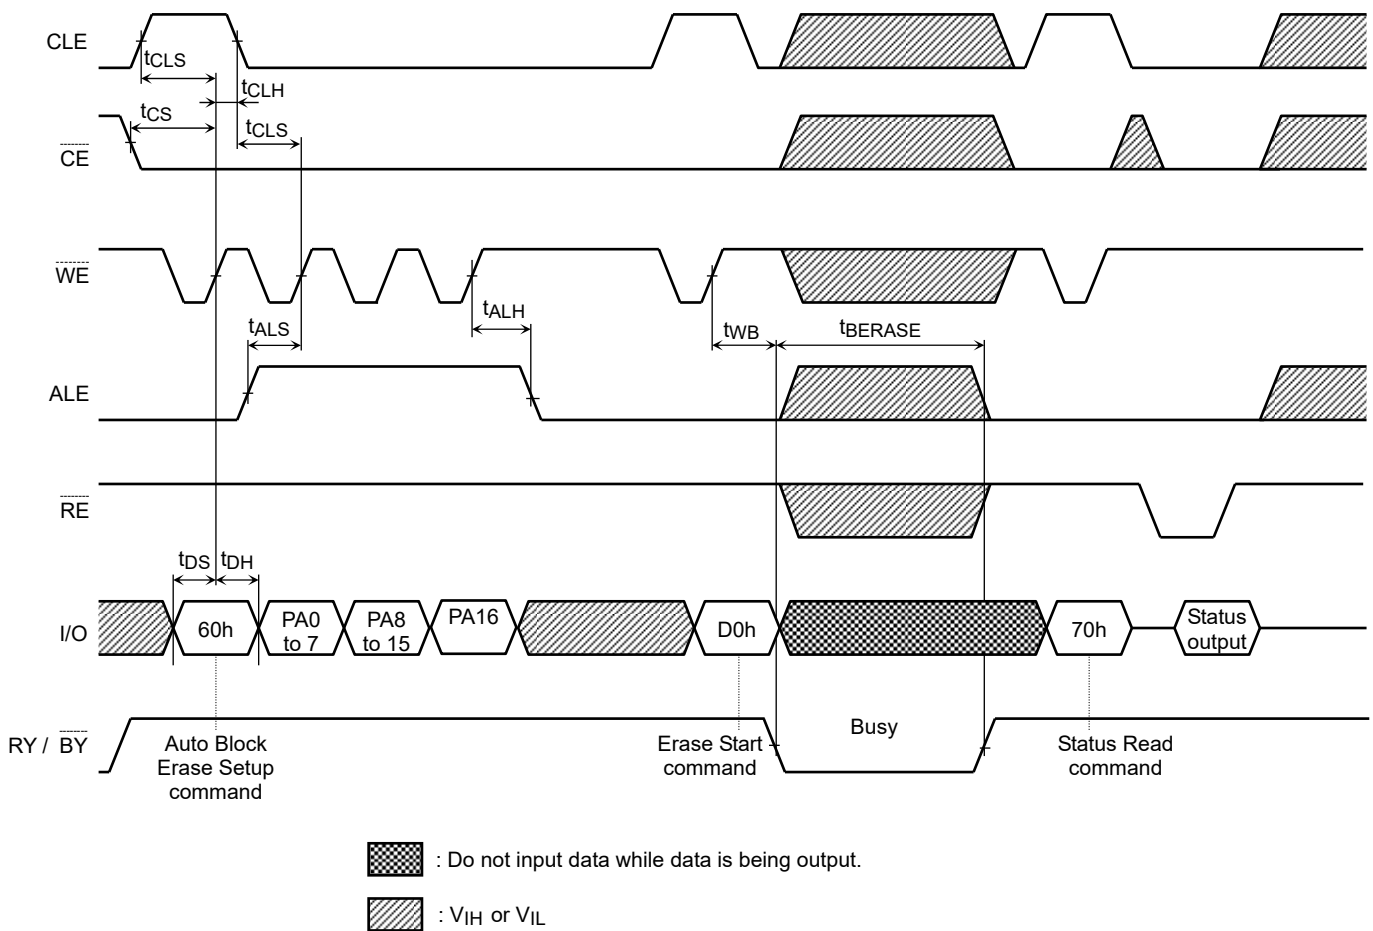 CLE
tCLS
tCLH
tCS
tCLS
CE
WE
tALH
tALS
tWB
tBERASE
ALE
RE
tDS
tDH
I/O
60h
PA0
to 7
PA8
to 15
PA16
D0h
70h
Status
output
RY / BY
Busy
Auto Block
Erase Setup
command
Erase Start
command
Status Read
command
: Do not input data while data is being output.
: VIH or VIL